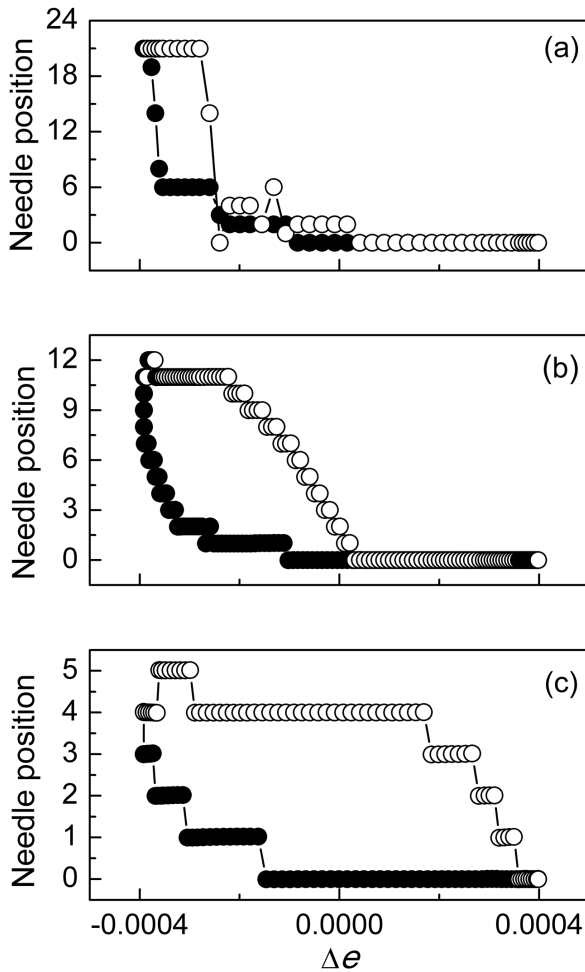 24
18
12
6
0
Needle position
(a)
12
9
6
3
0
Needle position
(b)
5
4
3
2
1
0
Needle position
(c)
-0.0004 0.0000 0.0004
Δe